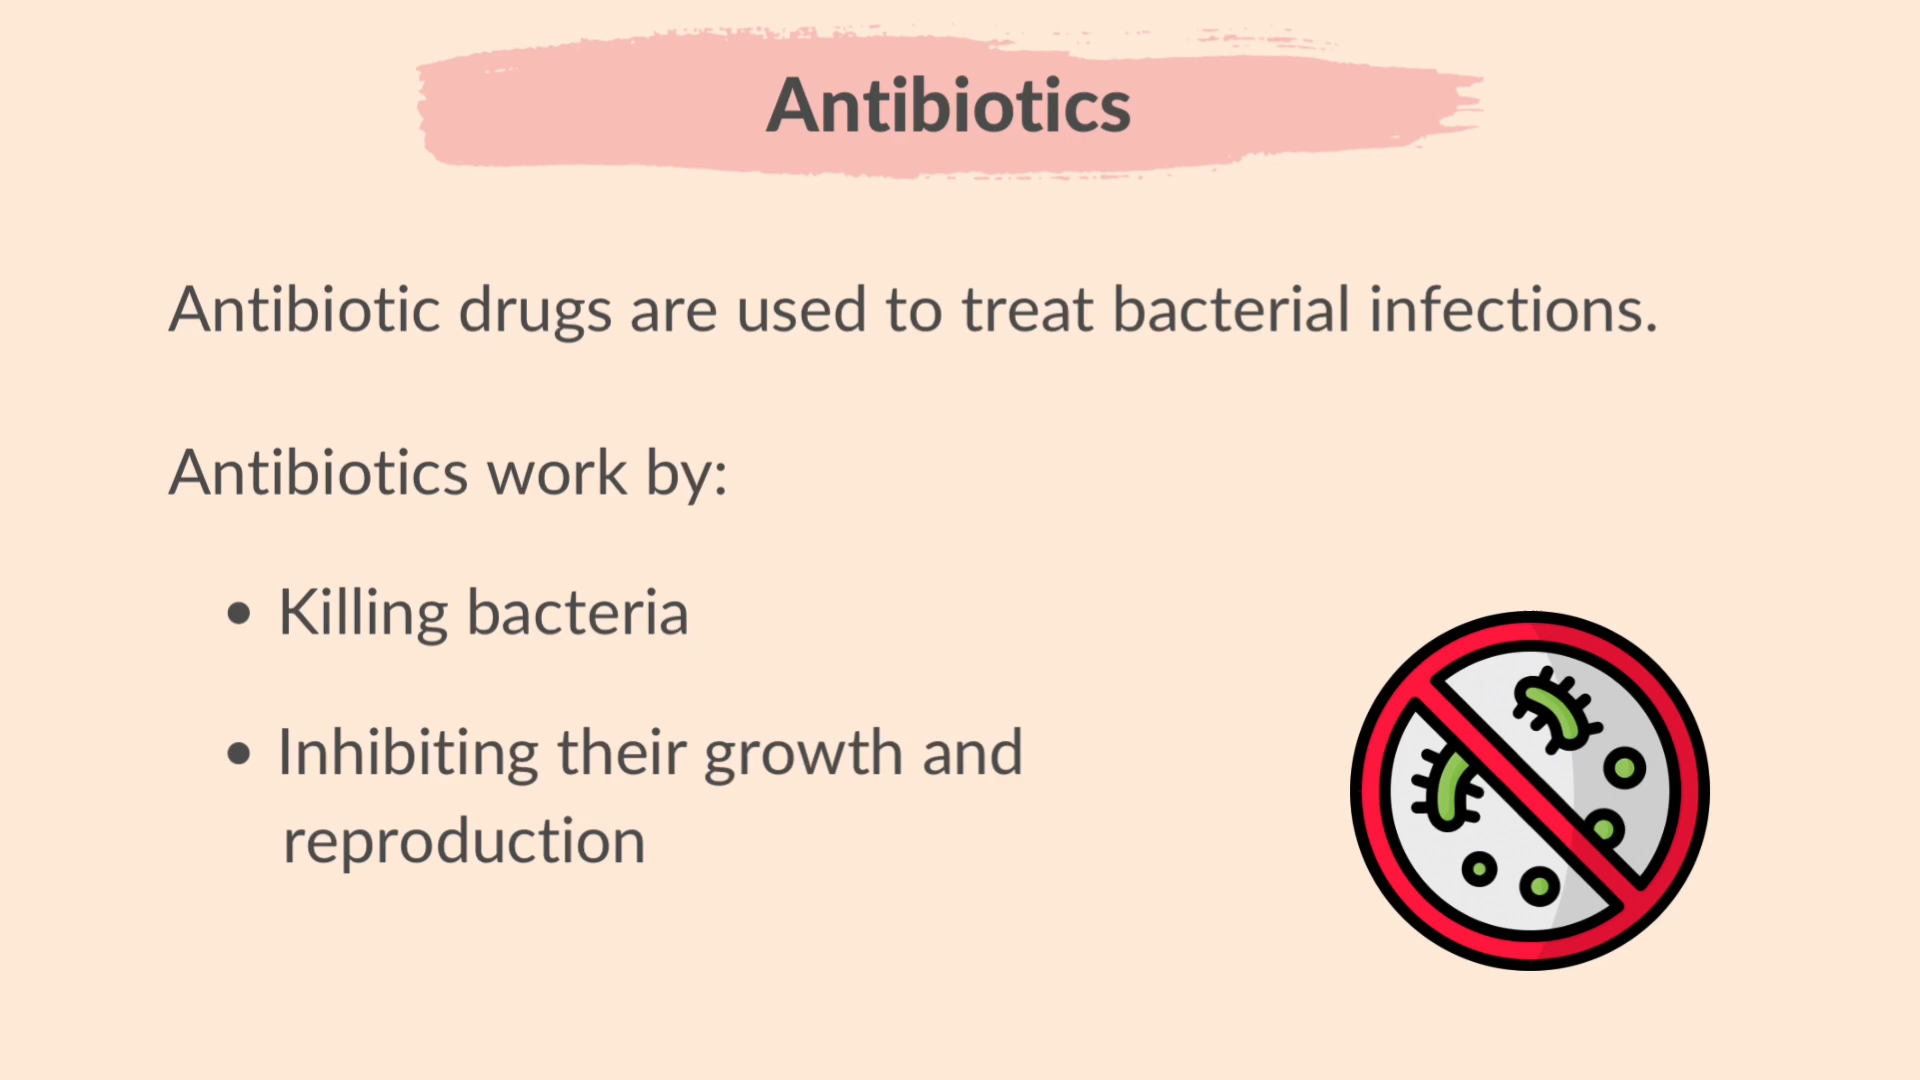 Antibiotics
Antibiotic drugs are used to treat bacterial infections.
Antibiotics work by:
• Killing bacteria
• Inhibiting their growth and
reproduction